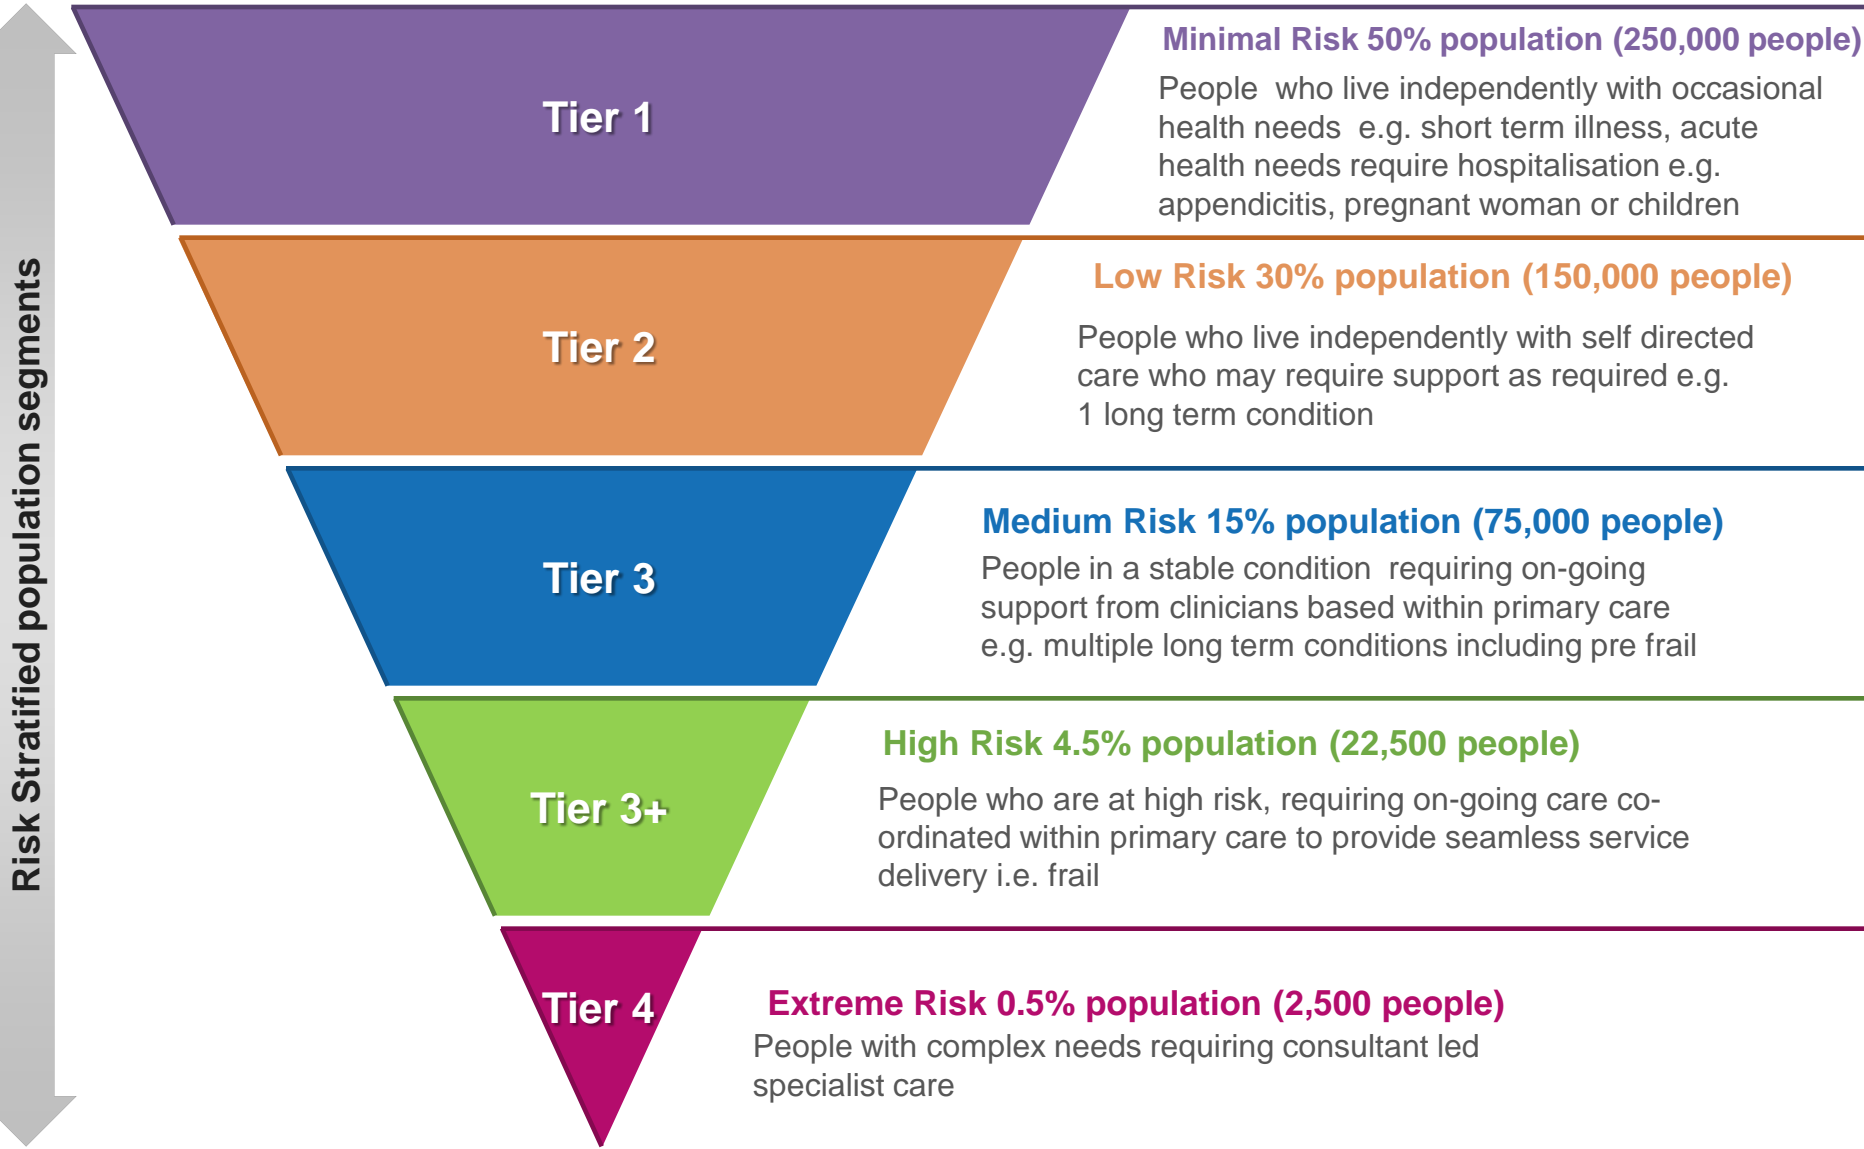 Risk Stratified population segments
Tier 1
Minimal Risk 50% population (250,000 people)
People who live independently with occasional
health needs e.g. short term illness, acute
health needs require hospitalisation e.g.
appendicitis, pregnant woman or children
Tier 2
Low Risk 30% population (150,000 people)
People who live independently with self directed
care who may require support as required e.g.
1 long term condition
Tier 3
Medium Risk 15% population (75,000 people)
People in a stable condition requiring on-going
support from clinicians based within primary care
e.g. multiple long term conditions including pre frail
Tier 3+
High Risk 4.5% population (22,500 people)
People who are at high risk, requiring on-going care co-
ordinated within primary care to provide seamless service
delivery i.e. frail
Tier 4
Extreme Risk 0.5% population (2,500 people)
People with complex needs requiring consultant led
specialist care